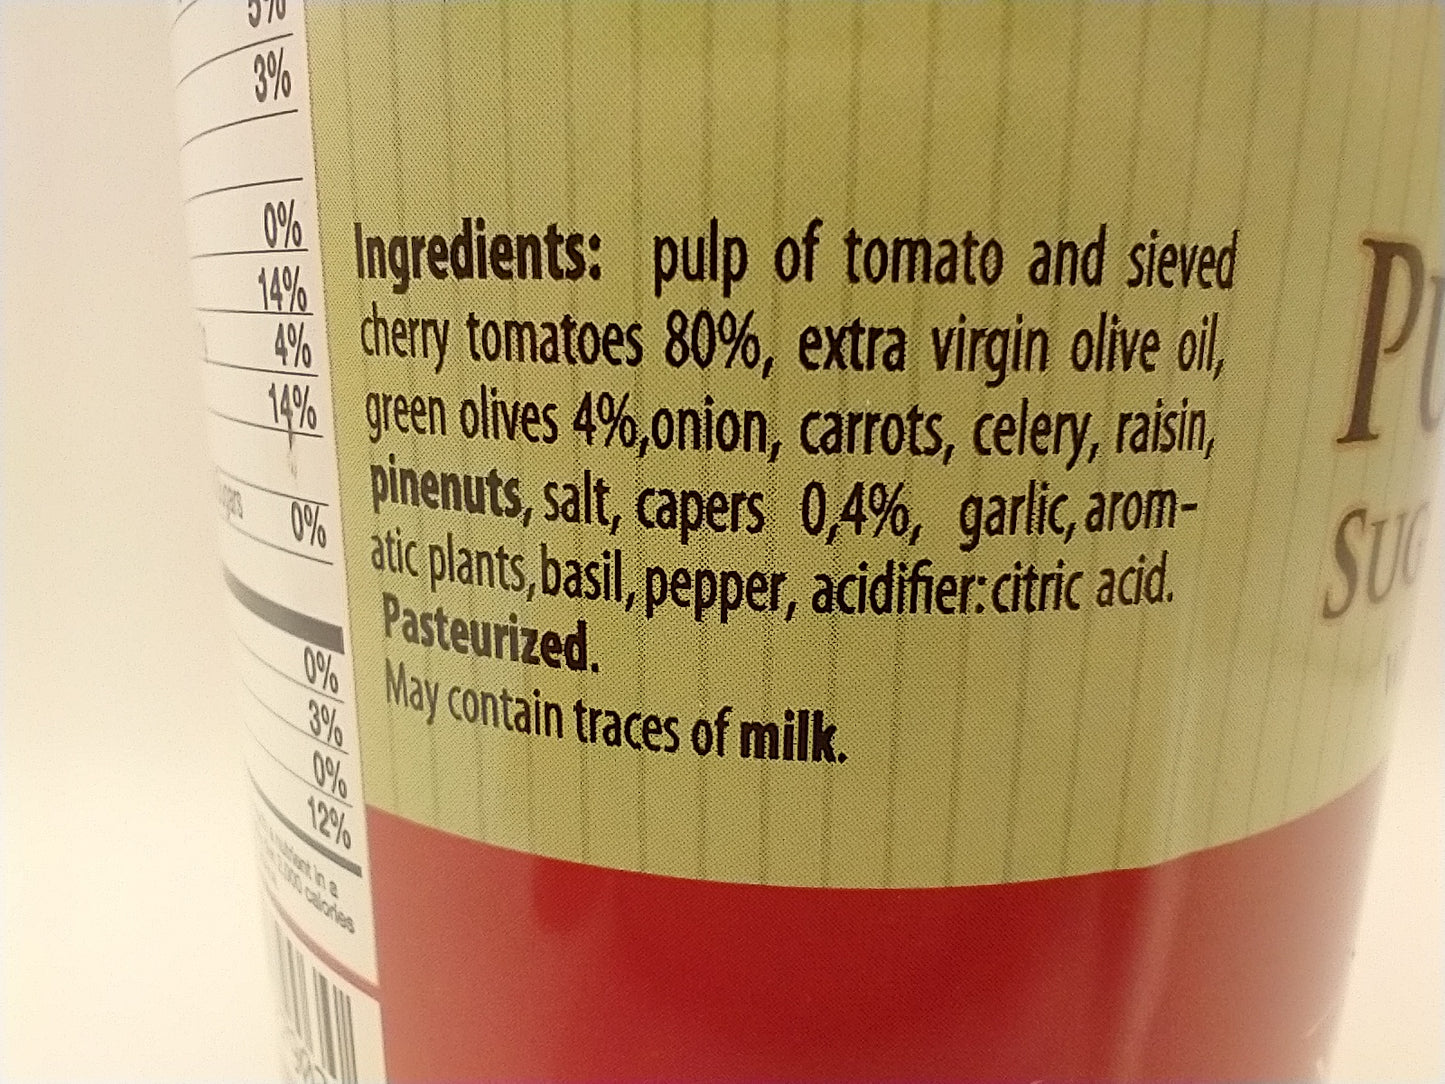 5%
3%
0%
14%
4%
14%
0%
0%
3%
0%
12%
calories
Ingredients: pulp of tomato and sieved
cherry tomatoes 80%, extra virgin olive oil,
green olives 4%,onion, carrots, celery, raisin,
pinenuts, salt, capers 0,4%, garlic, arom-
atic plants, basil, pepper, acidifier: citric acid.
Pasteurized.
May contain traces of milk.